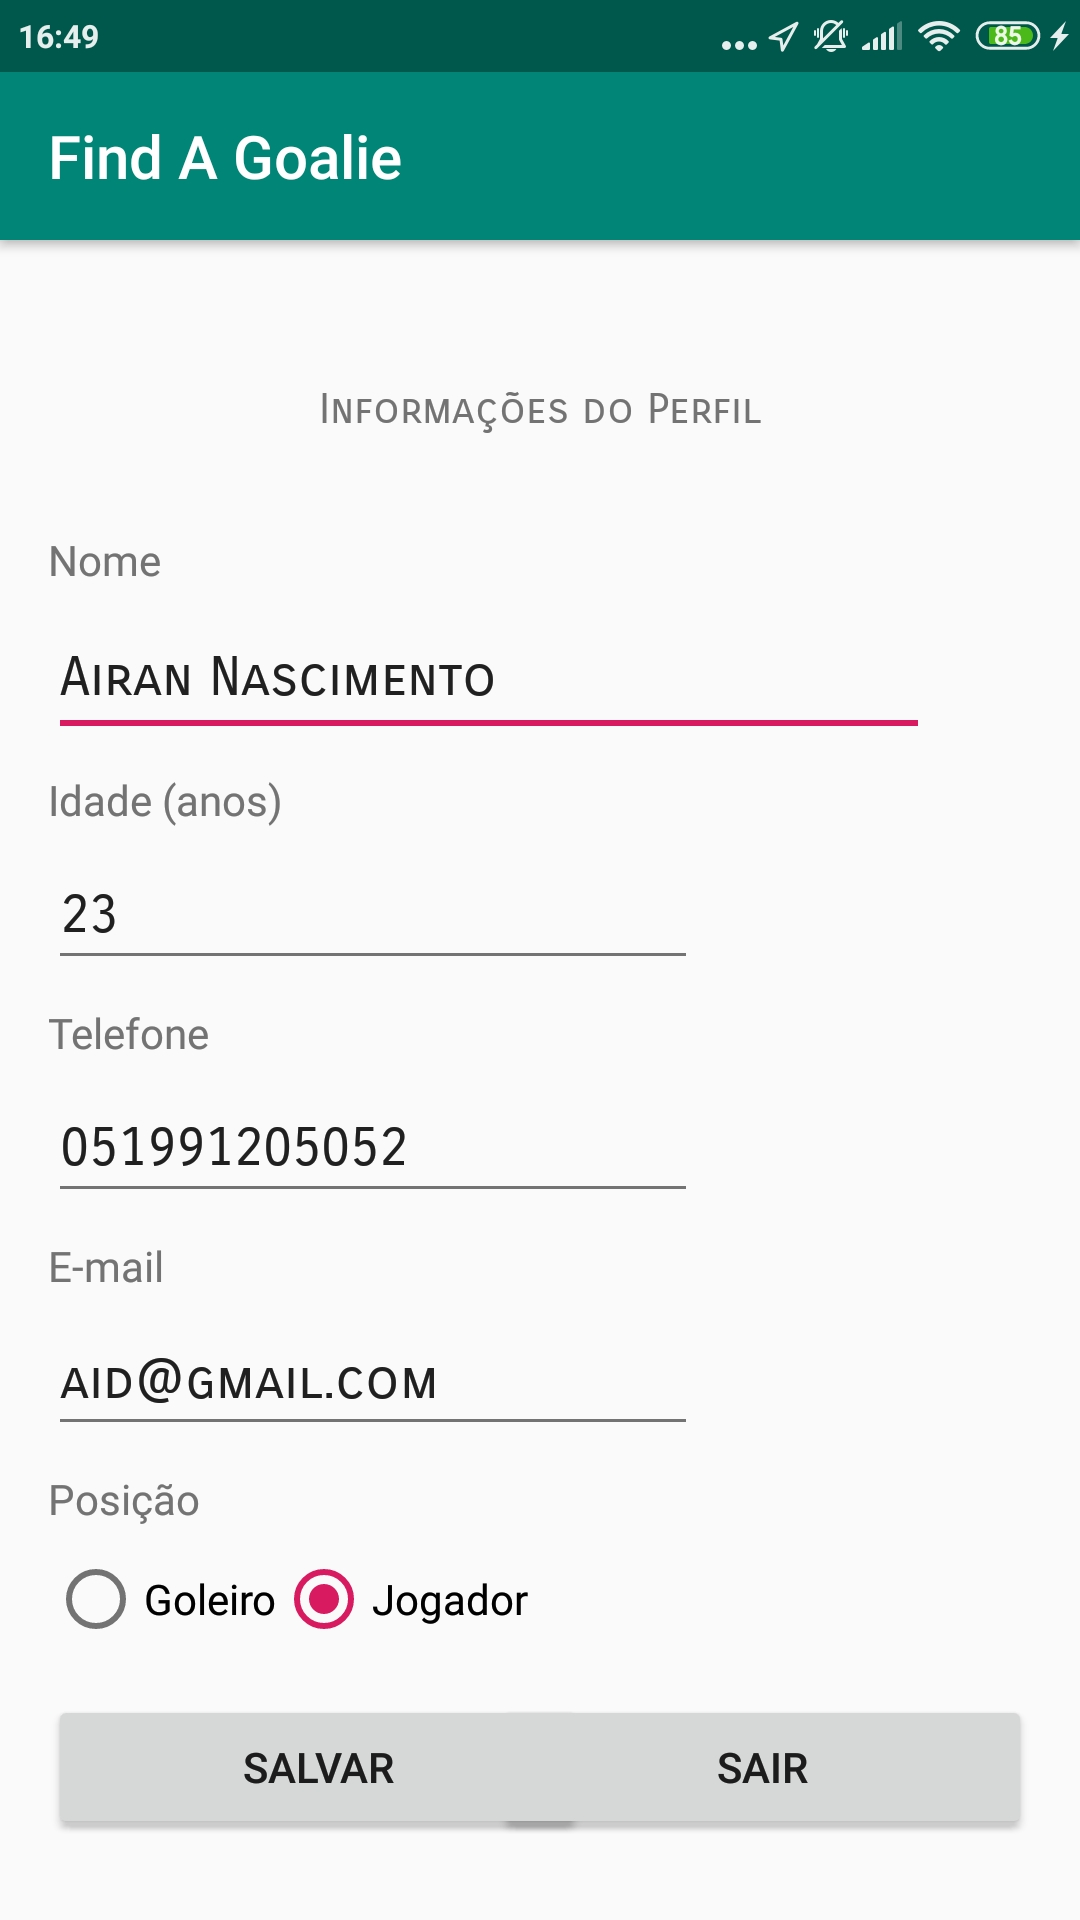 16:49 85
Find A Goalie
Informações do Perfil
Nome
Airan Nascimento
Idade (anos)
23
Telefone
051991205052
E-mail
aid@gmail.com
Posição
Goleiro Jogador
SALVAR SAIR